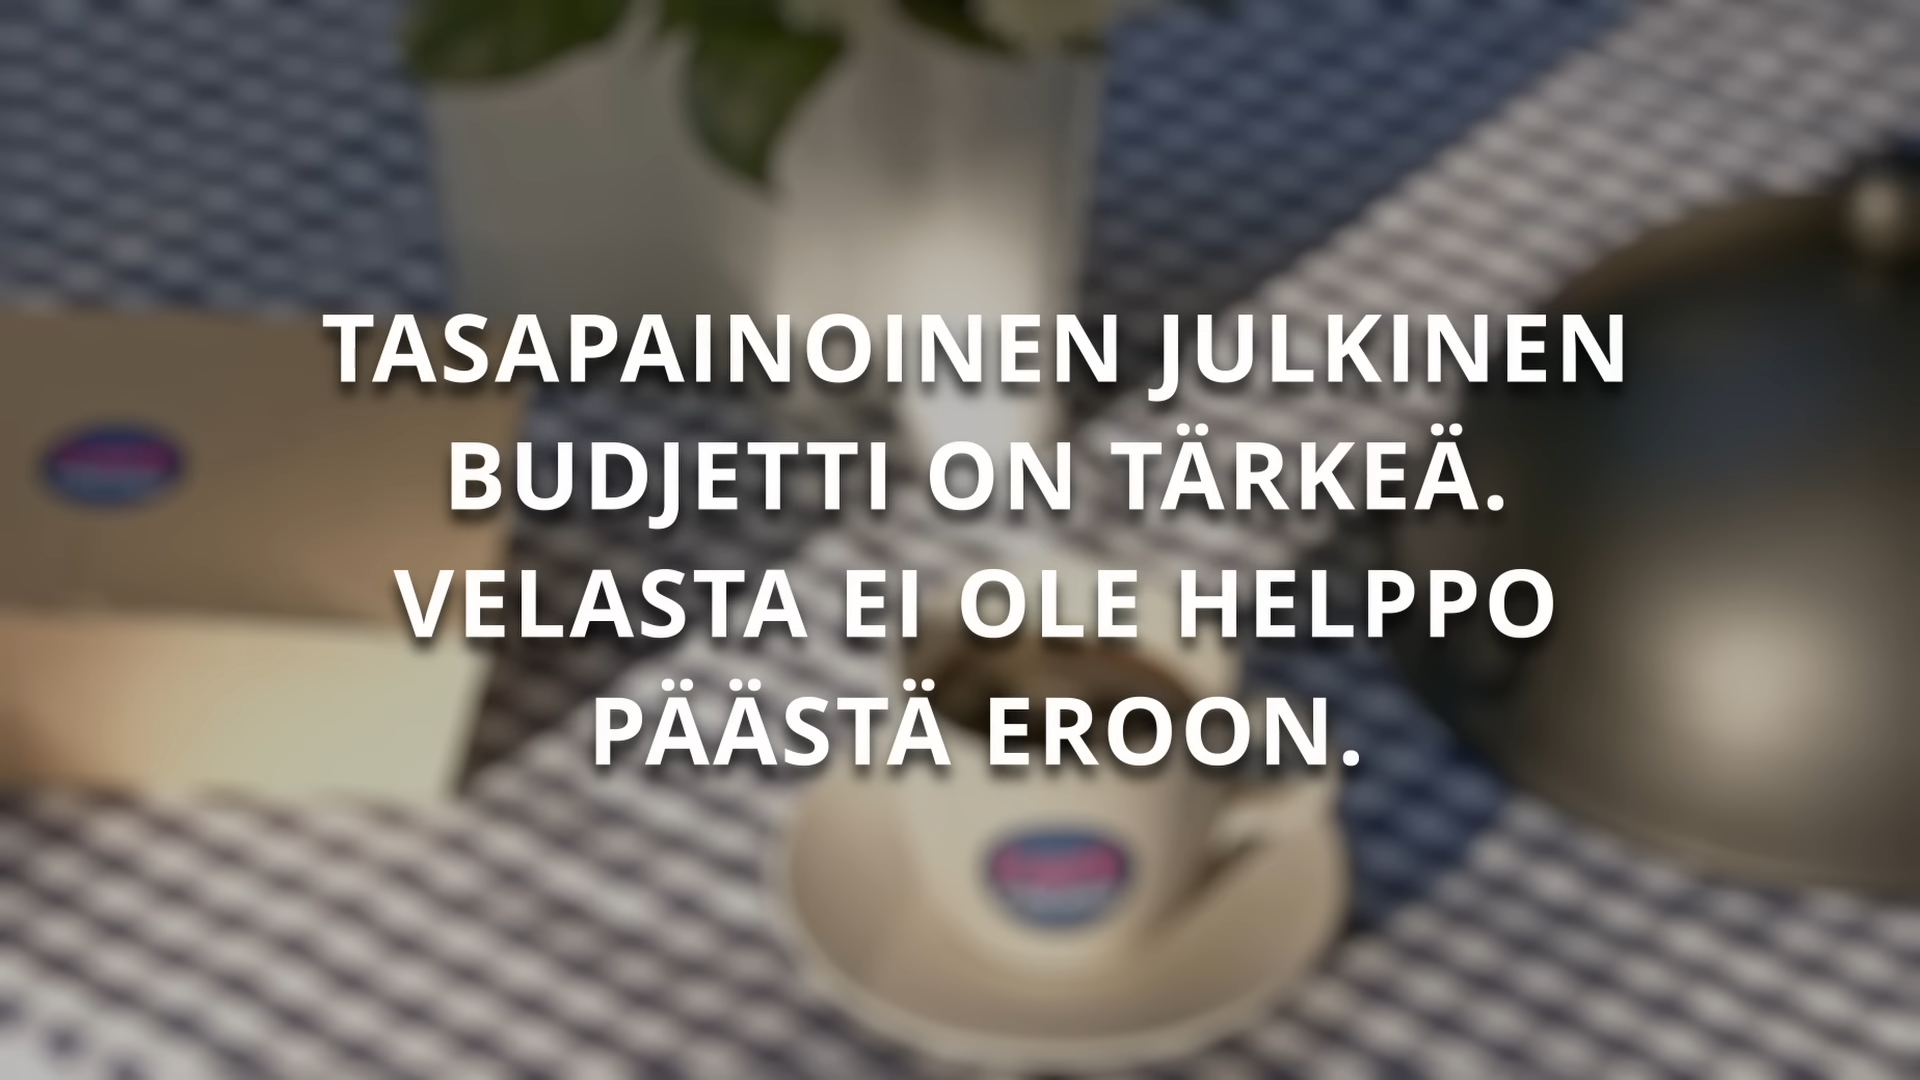 TASAPAINOINEN JULKINEN
BUDJETTI ON TÄRKEÄ.
VELASTA EI OLE HELPPO
PÄÄSTÄ EROON.